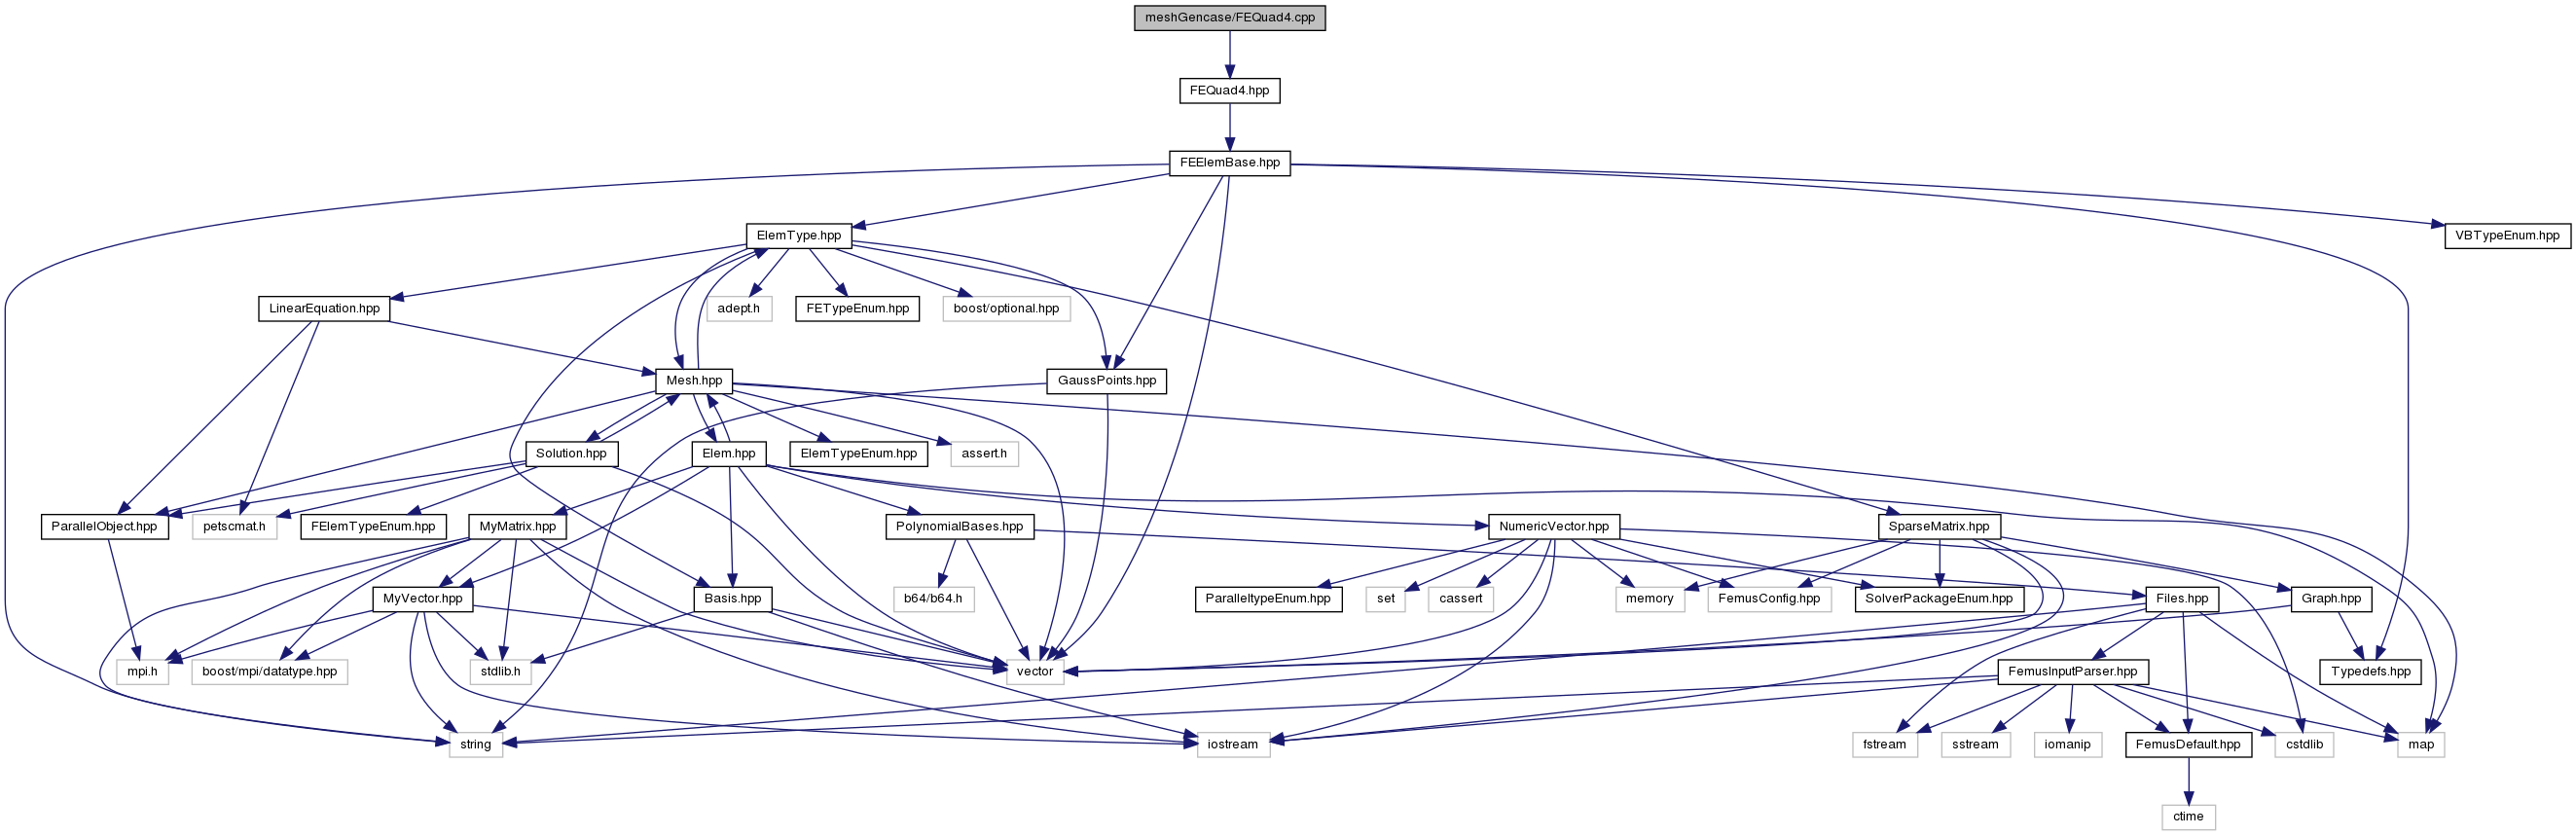 meshGencase/FEQuad4.cpp
FEQuad4.hpp
FEElemBase.hpp
ElemType.hpp
VBTypeEnum.hpp
LinearEquation.hpp
adept.h
FETypeEnum.hpp
boost/optional.hpp
Mesh.hpp
GaussPoints.hpp
Solution.hpp
Elem.hpp
ElemTypeEnum.hpp
assert.h
ParallelObject.hpp
petscmat.h
FElemTypeEnum.hpp
MyMatrix.hpp
PolynomialBases.hpp
NumericVector.hpp
SparseMatrix.hpp
MyVector.hpp
Basis.hpp
b64/b64.h
ParalleltypeEnum.hpp
set
cassert
memory
FemusConfig.hpp
SolverPackageEnum.hpp
Files.hpp
Graph.hpp
mpi.h
boost/mpi/datatype.hpp
stdlib.h
vector
FemusInputParser.hpp
Typedefs.hpp
string
iostream
fstream
sstream
iomanip
FemusDefault.hpp
cstdlib
map
ctime